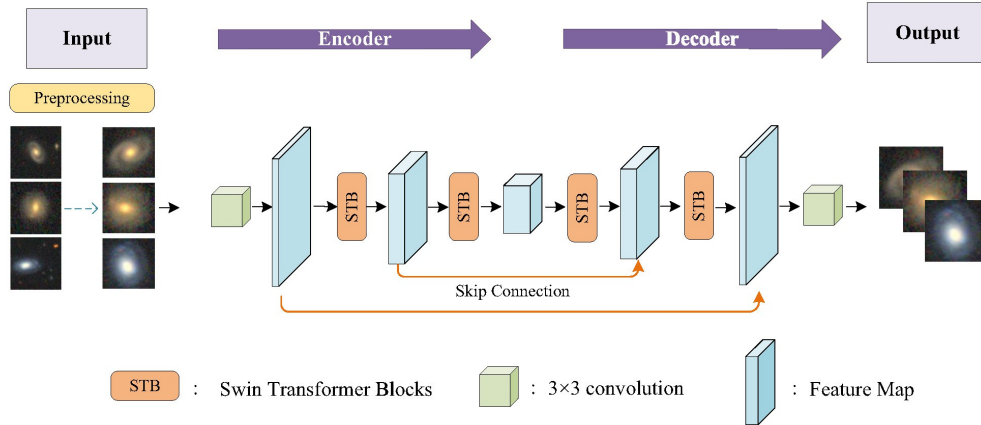 Input
Encoder
Decoder
Output
Preprocessing
STB
STB
STB
STB
Skip Connection
STB : Swin Transformer Blocks
: 3×3 convolution
: Feature Map